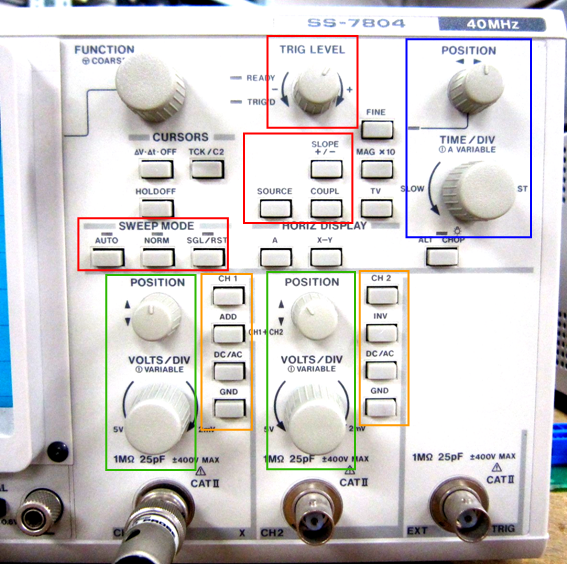 SS-7804 40MHz
FUNCTION
COARSE
TRIG LEVEL
- +
READY
TRIG'D
POSITION
FINE
CURSORS
ΔV-Δt-OFF TCK/C2
SLOPE
+/-
MAG ×10
TIME/DIV
A VARIABLE
SLOW
HOLDOFF
SOURCE COUPL TV
SWEEP MODE
AUTO NORM SGL/RST
HORIZ DISPLAY
A X-Y
ALT CHOP
POSITION
CH 1
ADD
CH1+CH2
DC/AC
GND
VOLTS/DIV
VARIABLE
5V 2mV
1MΩ 25pF ±400V MAX
CAT II
POSITION
CH 2
INV
DC/AC
GND
VOLTS/DIV
VARIABLE
5V 2mV
1MΩ 25pF ±400V MAX
CAT II
1MΩ 25pF ±400V MAX
CAT II
X CH2 EXT TRIG